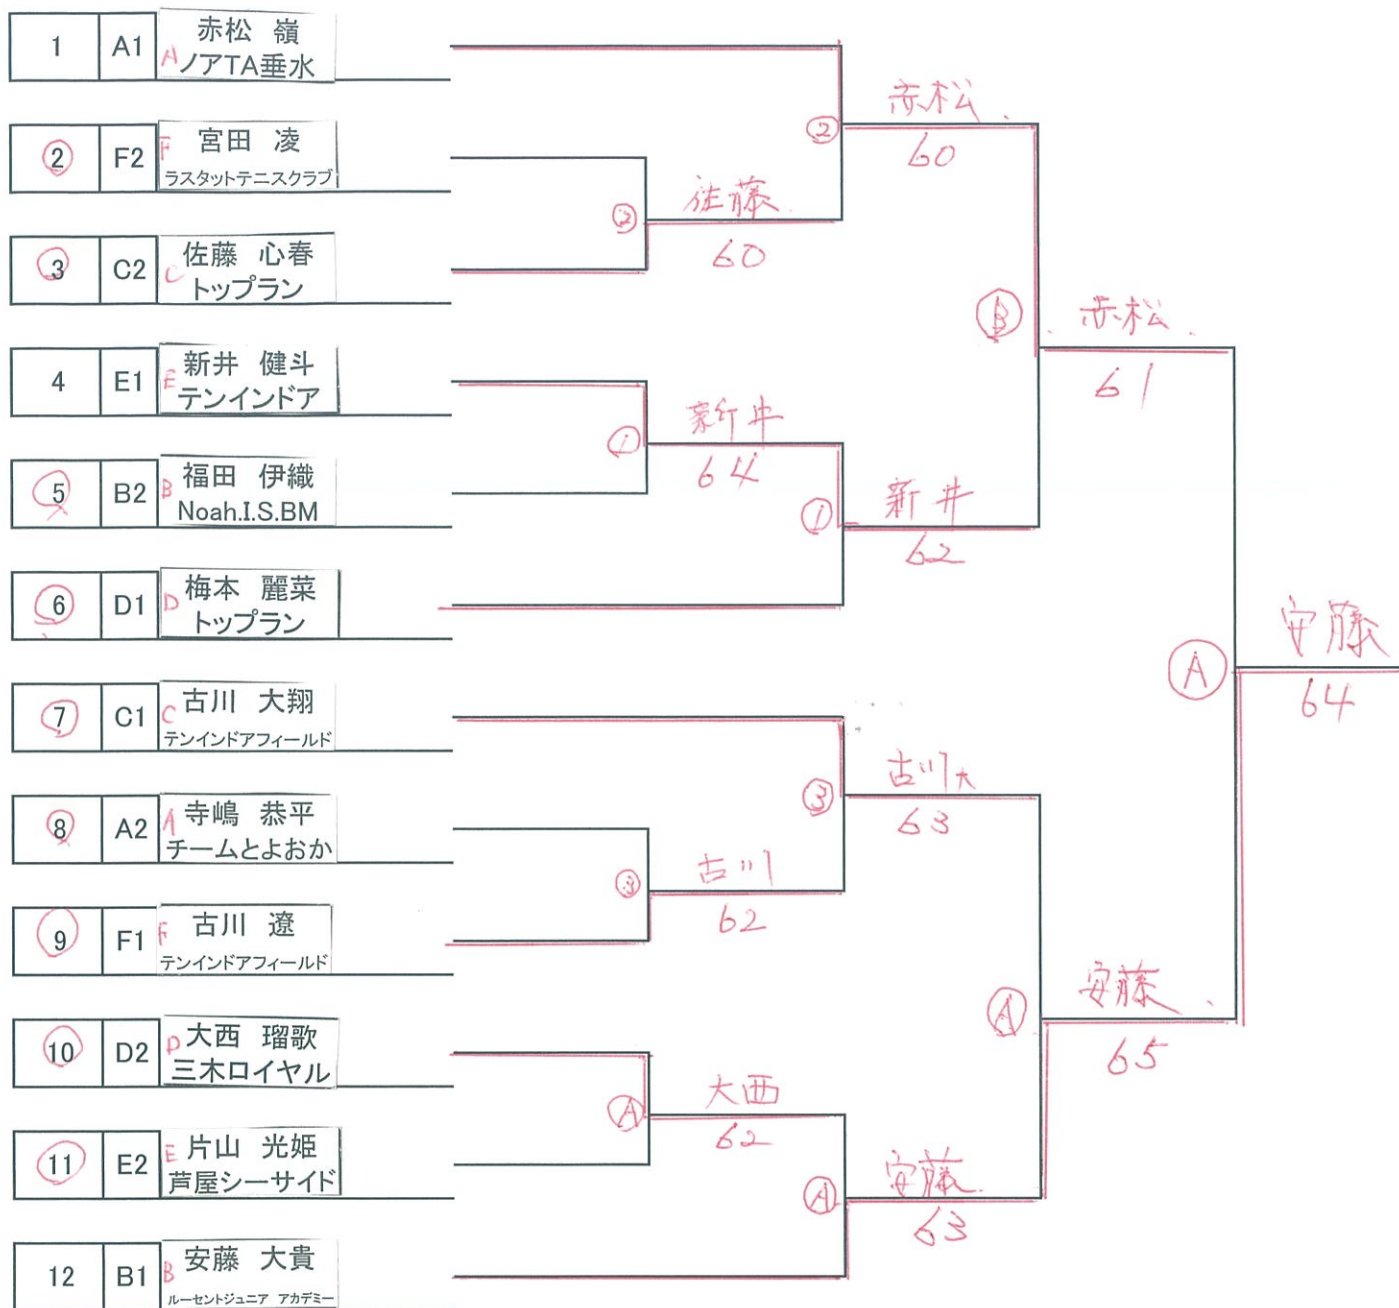 1 A1 赤松 嶺
A ノアTA垂水
2 F2 F 宮田 凌
ラスタットテニスクラブ
3 C2 佐藤 心春
C トップラン
4 E1 新井 健斗
E テンインドア
5 B2 B 福田 伊織
Noah.I.S.BM
6 D1 D 梅本 麗菜
トップラン
7 C1 C 古川 大翔
テンインドアフィールド
8 A2 A 寺嶋 恭平
チームとよおか
9 F1 F 古川 遼
テンインドアフィールド
10 D2 D 大西 瑠歌
三木ロイヤル
11 E2 E 片山 光姫
芦屋シーサイド
12 B1 B 安藤 大貴
ルーセントジュニア アカデミー
② 佐藤
60
① 新井
64
③ 古川
62
Ⓐ 大西
62
② 赤松
60
① 新井
62
③ 古川大
63
Ⓐ 安藤
63
Ⓑ 赤松
61
Ⓐ 安藤
65
Ⓐ 安藤
64